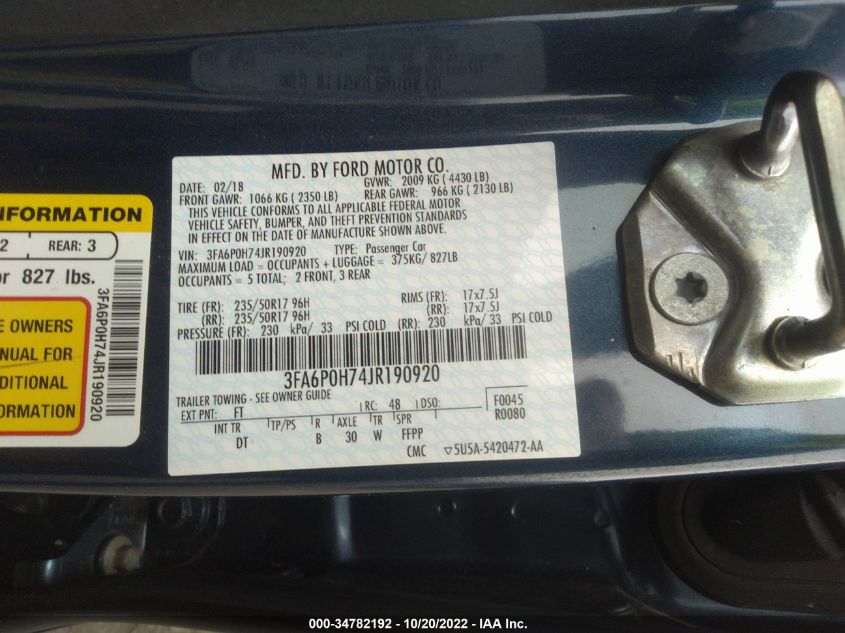 MFD. BY FORD MOTOR CO.
DATE: 02/18 GVWR: 2009 KG ( 4430 LB)
FRONT GAWR: 1066 KG ( 2350 LB) REAR GAWR: 966 KG ( 2130 LB)
THIS VEHICLE CONFORMS TO ALL APPLICABLE FEDERAL MOTOR
VEHICLE SAFETY, BUMPER, AND THEFT PREVENTION STANDARDS
IN EFFECT ON THE DATE OF MANUFACTURE SHOWN ABOVE.
VIN: 3FA6P0H74JR190920 TYPE: Passenger Car
MAXIMUM LOAD = OCCUPANTS + LUGGAGE = 375KG/ 827LB
OCCUPANTS = 5 TOTAL; 2 FRONT, 3 REAR
TIRE (FR): 235/50R17 96H RIMS (FR): 17x7.5J
(RR): 235/50R17 96H (RR): 17x7.5J
PRESSURE (FR): 230 kPa/ 33 PSI COLD (RR): 230 kPa/ 33 PSI COLD
3FA6P0H74JR190920
TRAILER TOWING - SEE OWNER GUIDE
EXT PNT: FT RC: 48 DSO: F0045
R0080
INT TR TP/PS R AXLE TR SPR
DT B 30 W FFPP
CMC 5U5A-5420472-AA
INFORMATION
2 REAR: 3
or 827 lbs.
E OWNERS
ANUAL FOR
DDITIONAL
3FA6P0H74JR190920
000-34782192 - 10/20/2022 - IAA Inc.